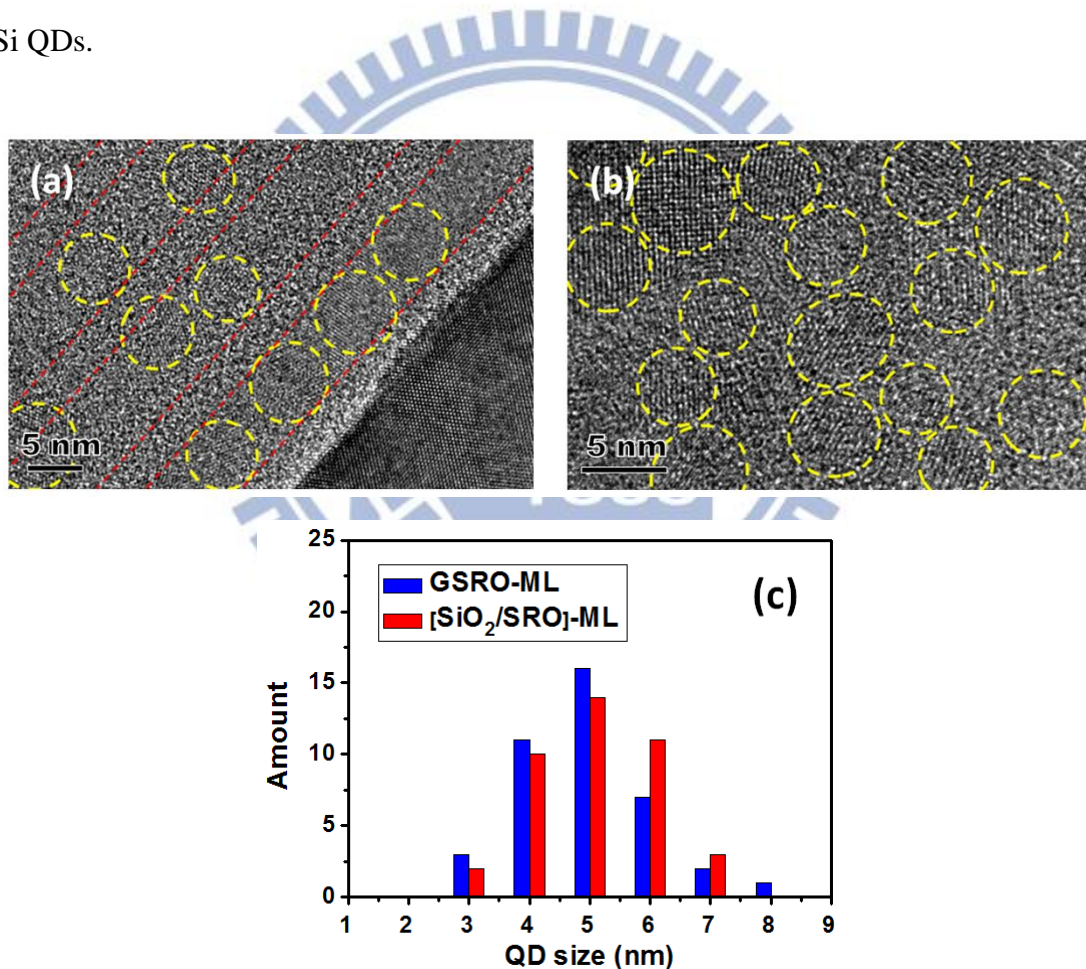 Si QDs.
(a)
5 nm
(b)
5 nm
25
20
15
10
5
0
Amount
GSRO-ML
[SiO2/SRO]-ML
(c)
1 2 3 4 5 6 7 8 9
QD size (nm)